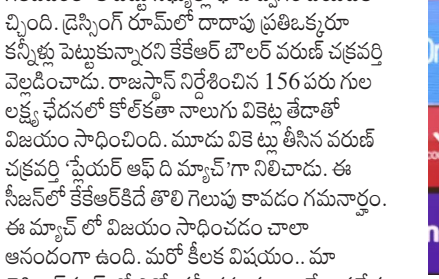 చ్చింది. డ్రెస్సింగ్ రూమ్‌లో దాదాపు ప్రతిఒక్కరూ
కన్నీళ్లు పెట్టుకున్నారని కేకేఆర్ బౌలర్ వరుణ్ చక్రవర్తి
వెల్లడించాడు. రాజస్థాన్ నిర్దేశించిన 156 పరు గుల
లక్ష్య ఛేదనలో కోల్‌కతా నాలుగు వికెట్ల తేడాతో
విజయం సాధించింది. మూడు వికె ట్లు తీసిన వరుణ్
చక్రవర్తి ‘ప్లేయర్ ఆఫ్ ది మ్యాచ్’గా నిలిచాడు. ఈ
సీజన్‌లో కేకేఆర్‌కిదే తొలి గెలుపు కావడం గమనార్హం.
ఈ మ్యాచ్ లో విజయం సాధించడం చాలా
ఆనందంగా ఉంది. మరో కీలక విషయం.. మా